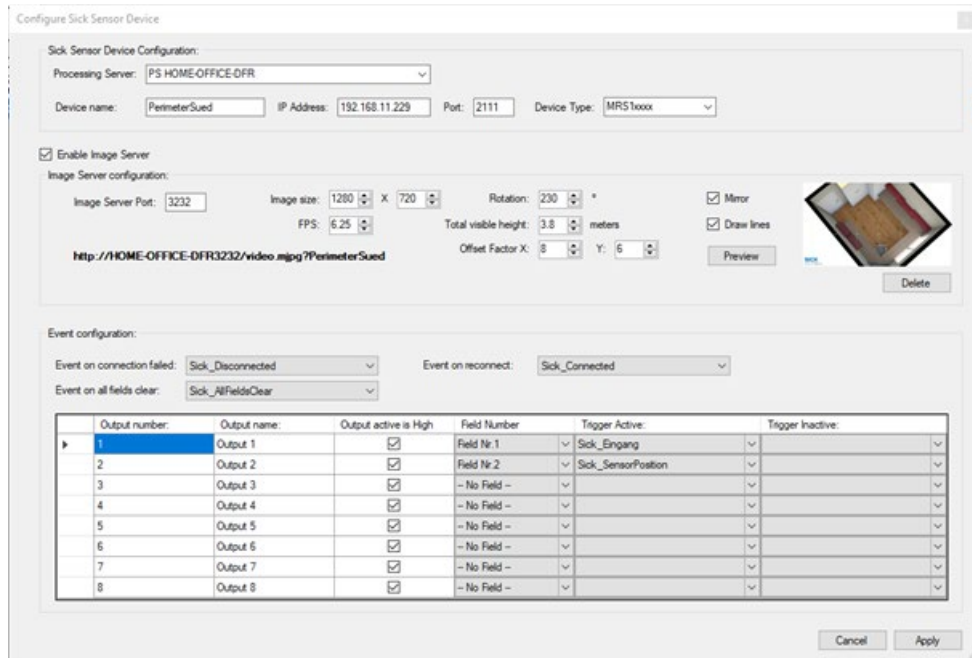 Configure Sick Sensor Device
Sick Sensor Device Configuration:
Processing Server: PS HOME-OFFICE-DFR
Device name: PerimeterSued IP Address: 192.168.11.229 Port: 2111 Device Type: MRS1xxxx
Enable Image Server
Image Server configuration:
Image Server Port: 3232 Image size: 1280 X 720 Rotation: 230 ° Mirror
FPS: 6.25 Total visible height: 3.8 meters Draw lines
http://HOME-OFFICE-DFR3232/video.mjpg?PerimeterSued Offset Factor X: 8 Y: 6 Preview
SICK
Delete
Event configuration:
Event on connection failed: Sick_Disconnected Event on reconnect: Sick_Connected
Event on all fields clear: Sick_AllFieldsClear
Output number: Output name: Output active is High Field Number Trigger Active: Trigger Inactive:
1 Output 1 Field Nr.1 Sick_Eingang
2 Output 2 Field Nr.2 Sick_SensorPosition
3 Output 3 -- No Field --
4 Output 4 -- No Field --
5 Output 5 -- No Field --
6 Output 6 -- No Field --
7 Output 7 -- No Field --
8 Output 8 -- No Field --
Cancel Apply